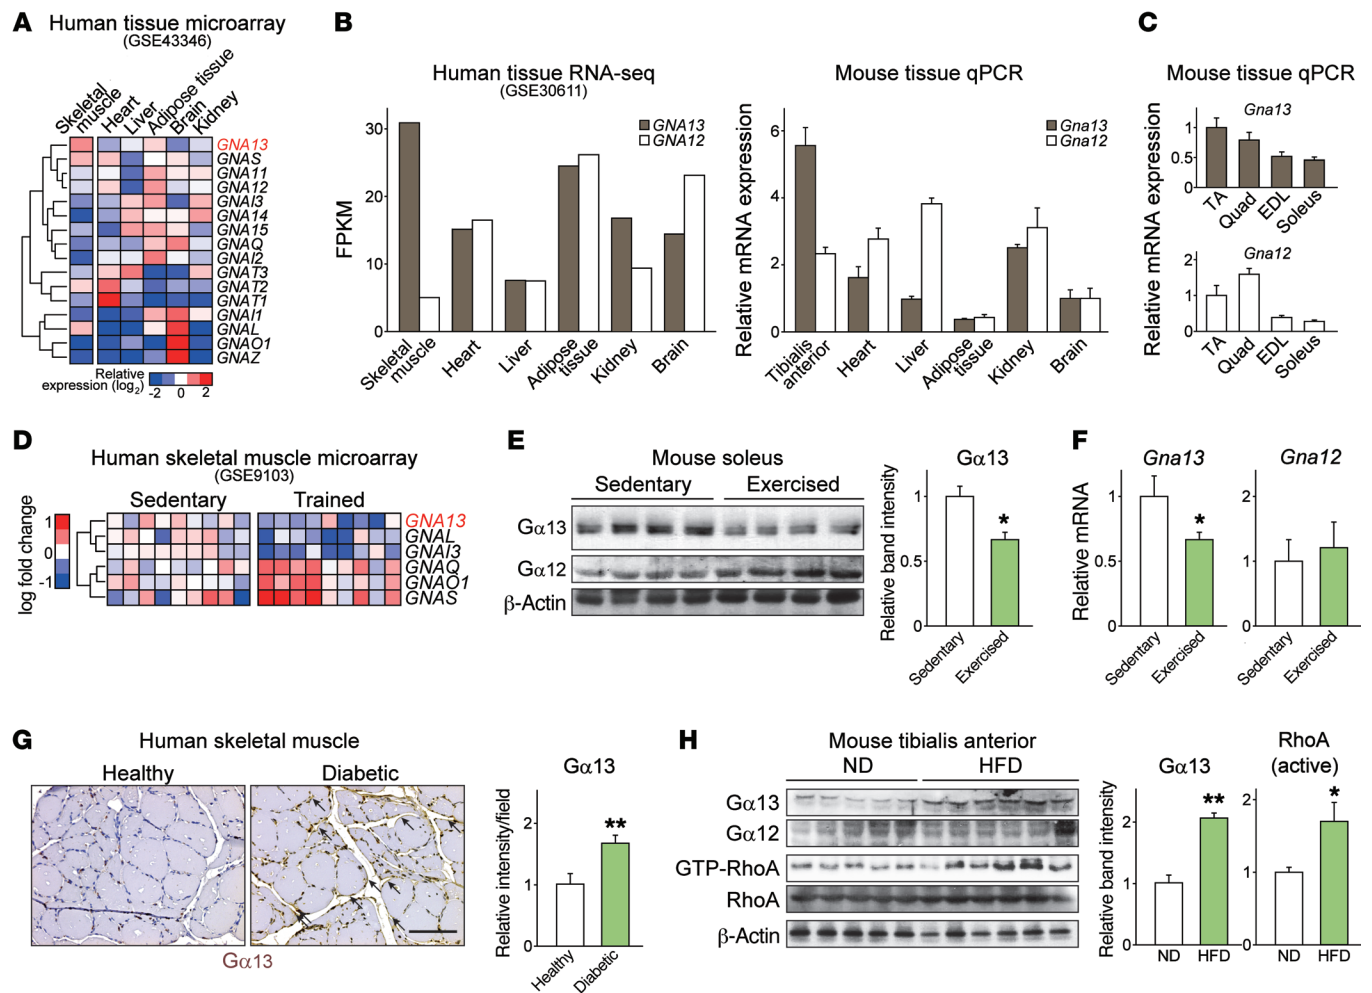 A
Human tissue microarray
(GSE43346)
Skeletal
muscle
Heart
Liver
Adipose tissue
Brain
Kidney
GNA13
GNAS
GNA11
GNA12
GNAI3
GNA14
GNA15
GNAQ
GNAI2
GNAT3
GNAT2
GNAT1
GNAI1
GNAL
GNAO1
GNAZ
Relative
expression (log2)
-2 0 2
B
Human tissue RNA-seq
(GSE30611)
GNA13
GNA12
FPKM
30
20
10
0
Skeletal
muscle
Heart
Liver
Adipose
tissue
Kidney
Brain
Mouse tissue qPCR
Gna13
Gna12
Relative mRNA expression
6
4
2
0
Tibialis
anterior
Heart
Liver
Adipose
tissue
Kidney
Brain
C
Mouse tissue qPCR
Relative mRNA expression
Gna13
1
0.5
0
TA
Quad
EDL
Soleus
Gna12
2
1
0
TA
Quad
EDL
Soleus
D
Human skeletal muscle microarray
(GSE9103)
Sedentary Trained
log fold change
1
0
-1
GNA13
GNAL
GNAI3
GNAQ
GNAO1
GNAS
E
Mouse soleus
Sedentary Exercised
Gα13
Gα12
β-Actin
Gα13
Relative band intensity
1
0.5
0
*
Sedentary
Exercised
F
Gna13
Relative mRNA
1
0.5
0
*
Sedentary
Exercised
Gna12
2
1
0
Sedentary
Exercised
G
Human skeletal muscle
Healthy Diabetic
Gα13
Gα13
Relative intensity/field
2
1
0
**
Healthy
Diabetic
H
Mouse tibialis anterior
ND HFD
Gα13
Gα12
GTP-RhoA
RhoA
β-Actin
Gα13
Relative band intensity
2
1
0
**
ND HFD
RhoA
(active)
2
1
0
*
ND HFD